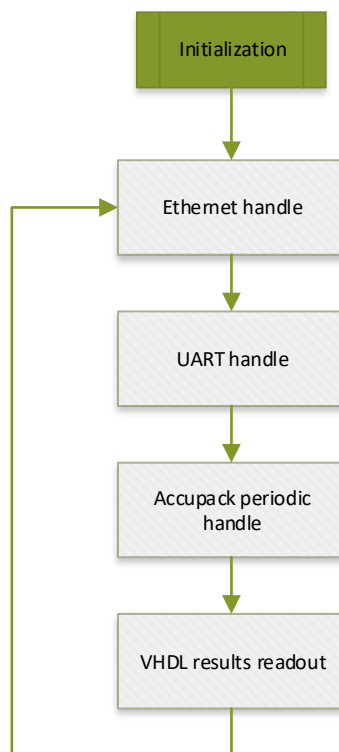 Initialization
Ethernet handle
UART handle
Accupack periodic
handle
VHDL results readout